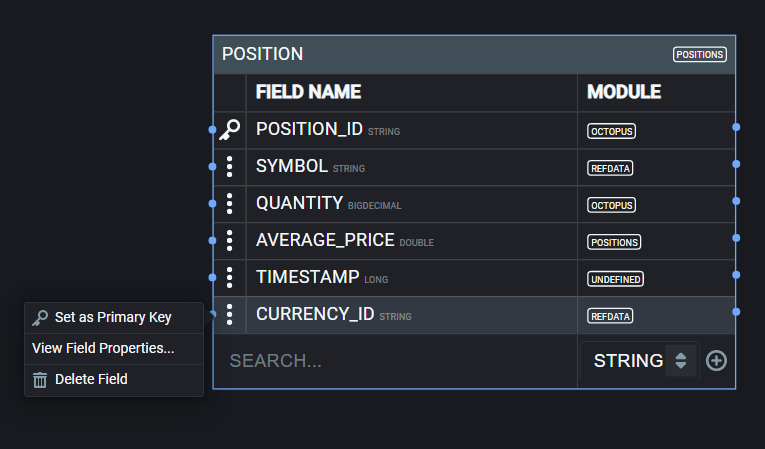 POSITION POSITIONS
FIELD NAME MODULE
POSITION_ID STRING OCTOPUS
SYMBOL STRING REFDATA
QUANTITY BIGDECIMAL OCTOPUS
AVERAGE_PRICE DOUBLE POSITIONS
TIMESTAMP LONG UNDEFINED
CURRENCY_ID STRING REFDATA
Set as Primary Key
View Field Properties...
Delete Field
SEARCH... STRING